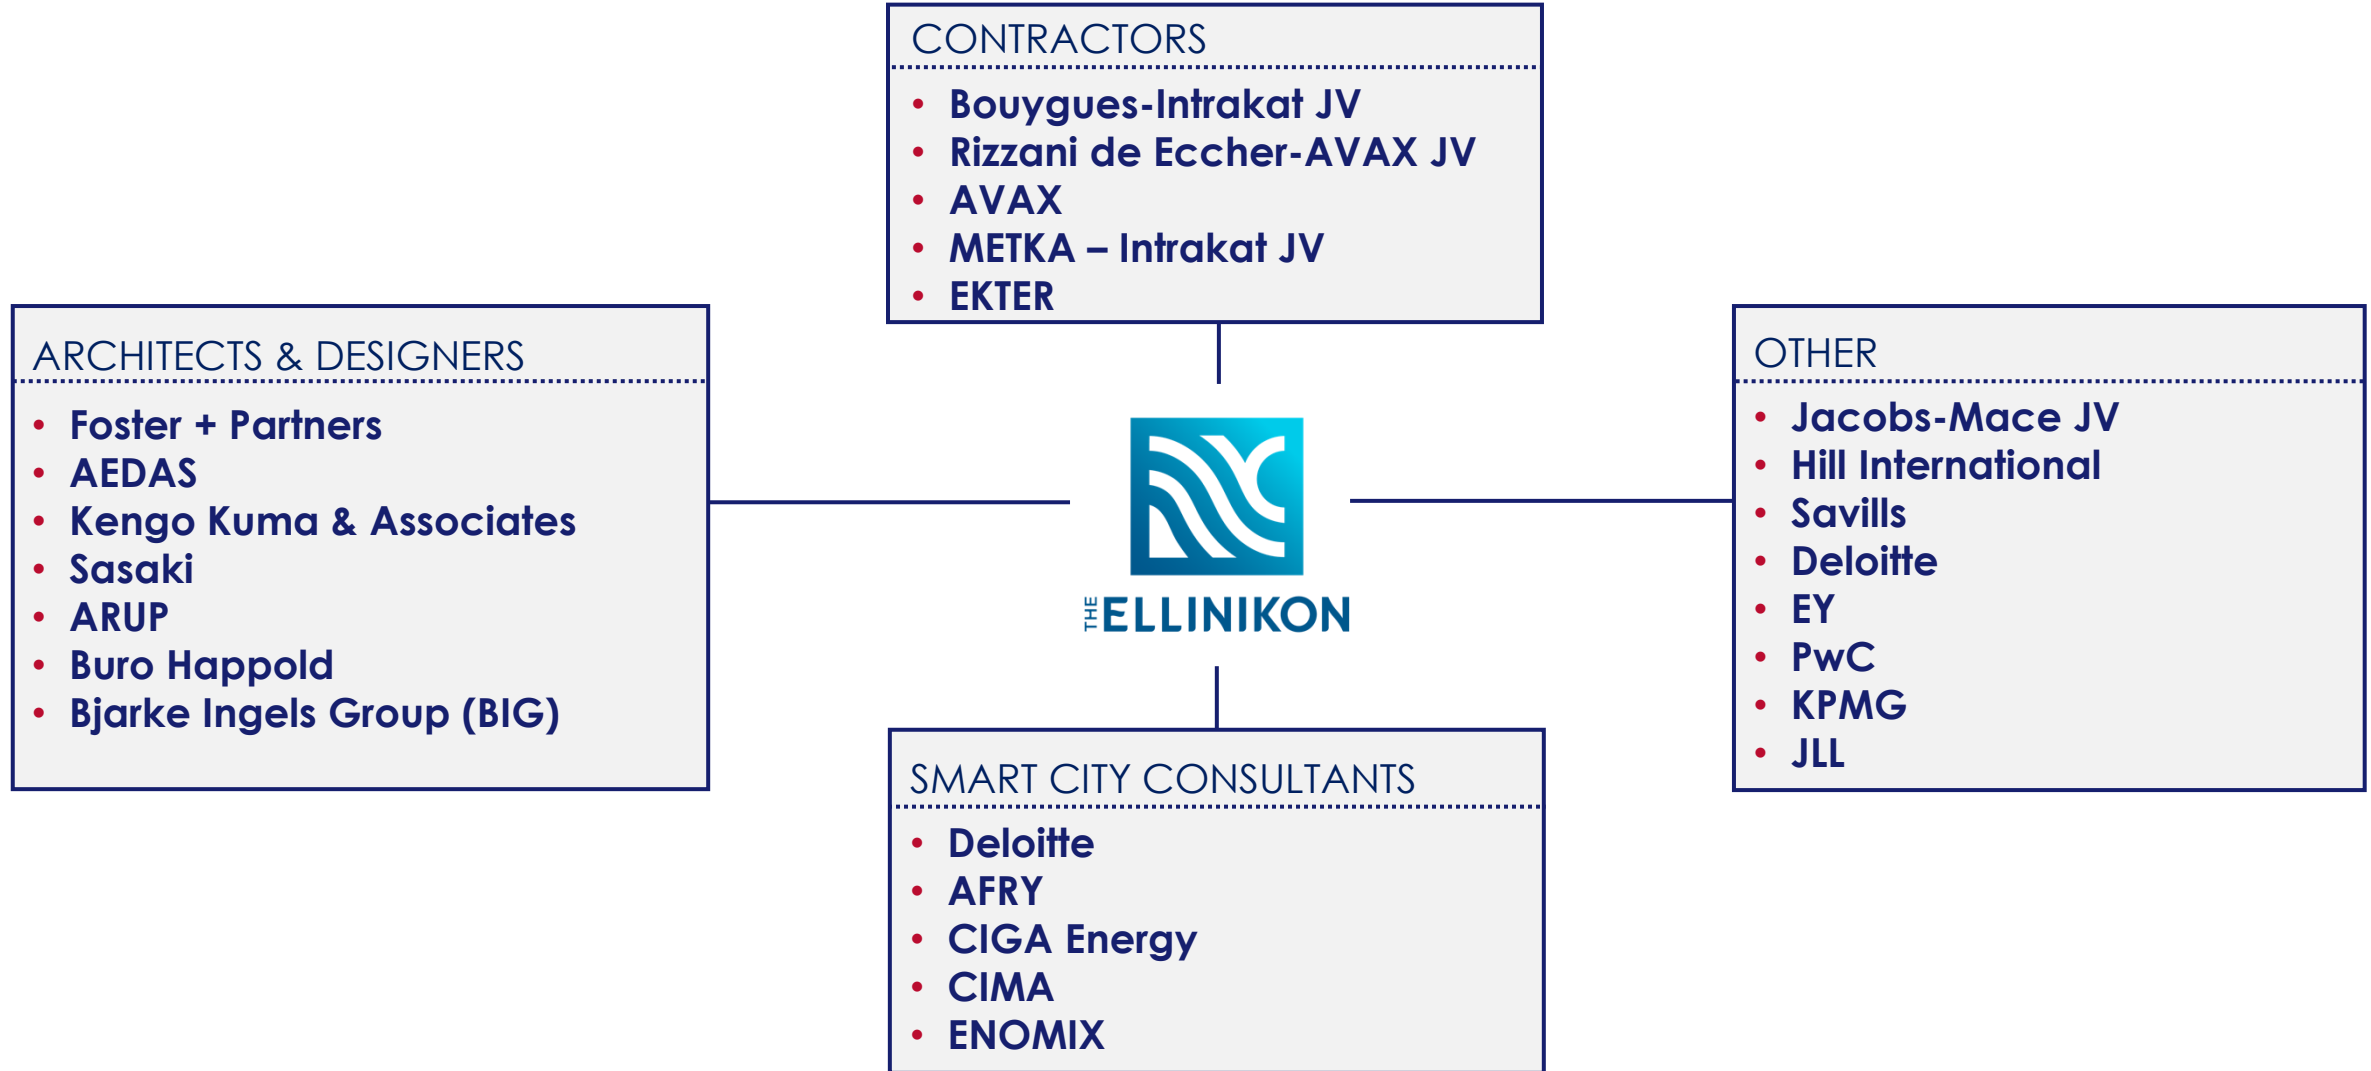 CONTRACTORS
• Bouygues-Intrakat JV
• Rizzani de Eccher-AVAX JV
• AVAX
• METKA – Intrakat JV
• EKTER
ARCHITECTS & DESIGNERS
• Foster + Partners
• AEDAS
• Kengo Kuma & Associates
• Sasaki
• ARUP
• Buro Happold
• Bjarke Ingels Group (BIG)
THE ELLINIKON
OTHER
• Jacobs-Mace JV
• Hill International
• Savills
• Deloitte
• EY
• PwC
• KPMG
• JLL
SMART CITY CONSULTANTS
• Deloitte
• AFRY
• CIGA Energy
• CIMA
• ENOMIX